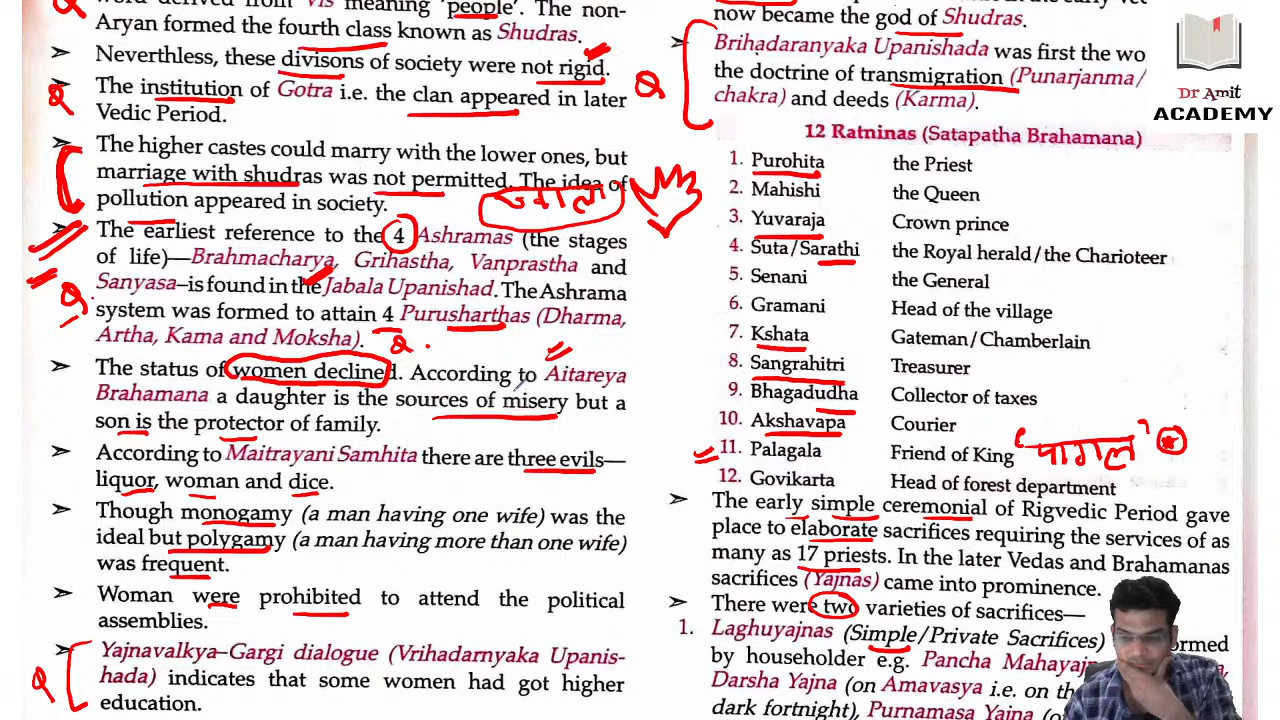 word derived from Vis meaning 'people'. The non-
Aryan formed the fourth class known as Shudras.
➤ Neverthless, these divisons of society were not rigid.
➤ The institution of Gotra i.e. the clan appeared in later
Vedic Period.
➤ The higher castes could marry with the lower ones, but
marriage with shudras was not permitted. The idea of
pollution appeared in society.
➤ The earliest reference to the 4 Ashramas (the stages
of life)—Brahmacharya, Grihastha, Vanprastha and
Sanyasa–is found in the Jabala Upanishad. The Ashrama
system was formed to attain 4 Purusharthas (Dharma,
Artha, Kama and Moksha).
➤ The status of women declined. According to Aitareya
Brahamana a daughter is the sources of misery but a
son is the protector of family.
➤ According to Maitrayani Samhita there are three evils—
liquor, woman and dice.
➤ Though monogamy (a man having one wife) was the
ideal but polygamy (a man having more than one wife)
was frequent.
➤ Woman were prohibited to attend the political
assemblies.
➤ Yajnavalkya–Gargi dialogue (Vrihadarnyaka Upanis-
hada) indicates that some women had got higher
education.
now became the god of Shudras.
➤ Brihadaranyaka Upanishada was first the wo
the doctrine of transmigration (Punarjanma/
chakra) and deeds (Karma).
12 Ratninas (Satapatha Brahamana)
1. Purohita the Priest
2. Mahishi the Queen
3. Yuvaraja Crown prince
4. Suta/Sarathi the Royal herald/the Charioteer
5. Senani the General
6. Gramani Head of the village
7. Kshata Gateman/Chamberlain
8. Sangrahitri Treasurer
9. Bhagadudha Collector of taxes
10. Akshavapa Courier
11. Palagala Friend of King
पागल
12. Govikarta Head of forest department
➤ The early simple ceremonial of Rigvedic Period gave
place to elaborate sacrifices requiring the services of as
many as 17 priests. In the later Vedas and Brahamanas
sacrifices (Yajnas) came into prominence.
➤ There were two varieties of sacrifices—
1. Laghuyajnas (Simple/Private Sacrifices)
by householder e.g. Pancha
Darsha Yajna (on Amavasya i.e. on the
dark fortnight), Purnamasa Yajna
Dr Amit
ACADEMY